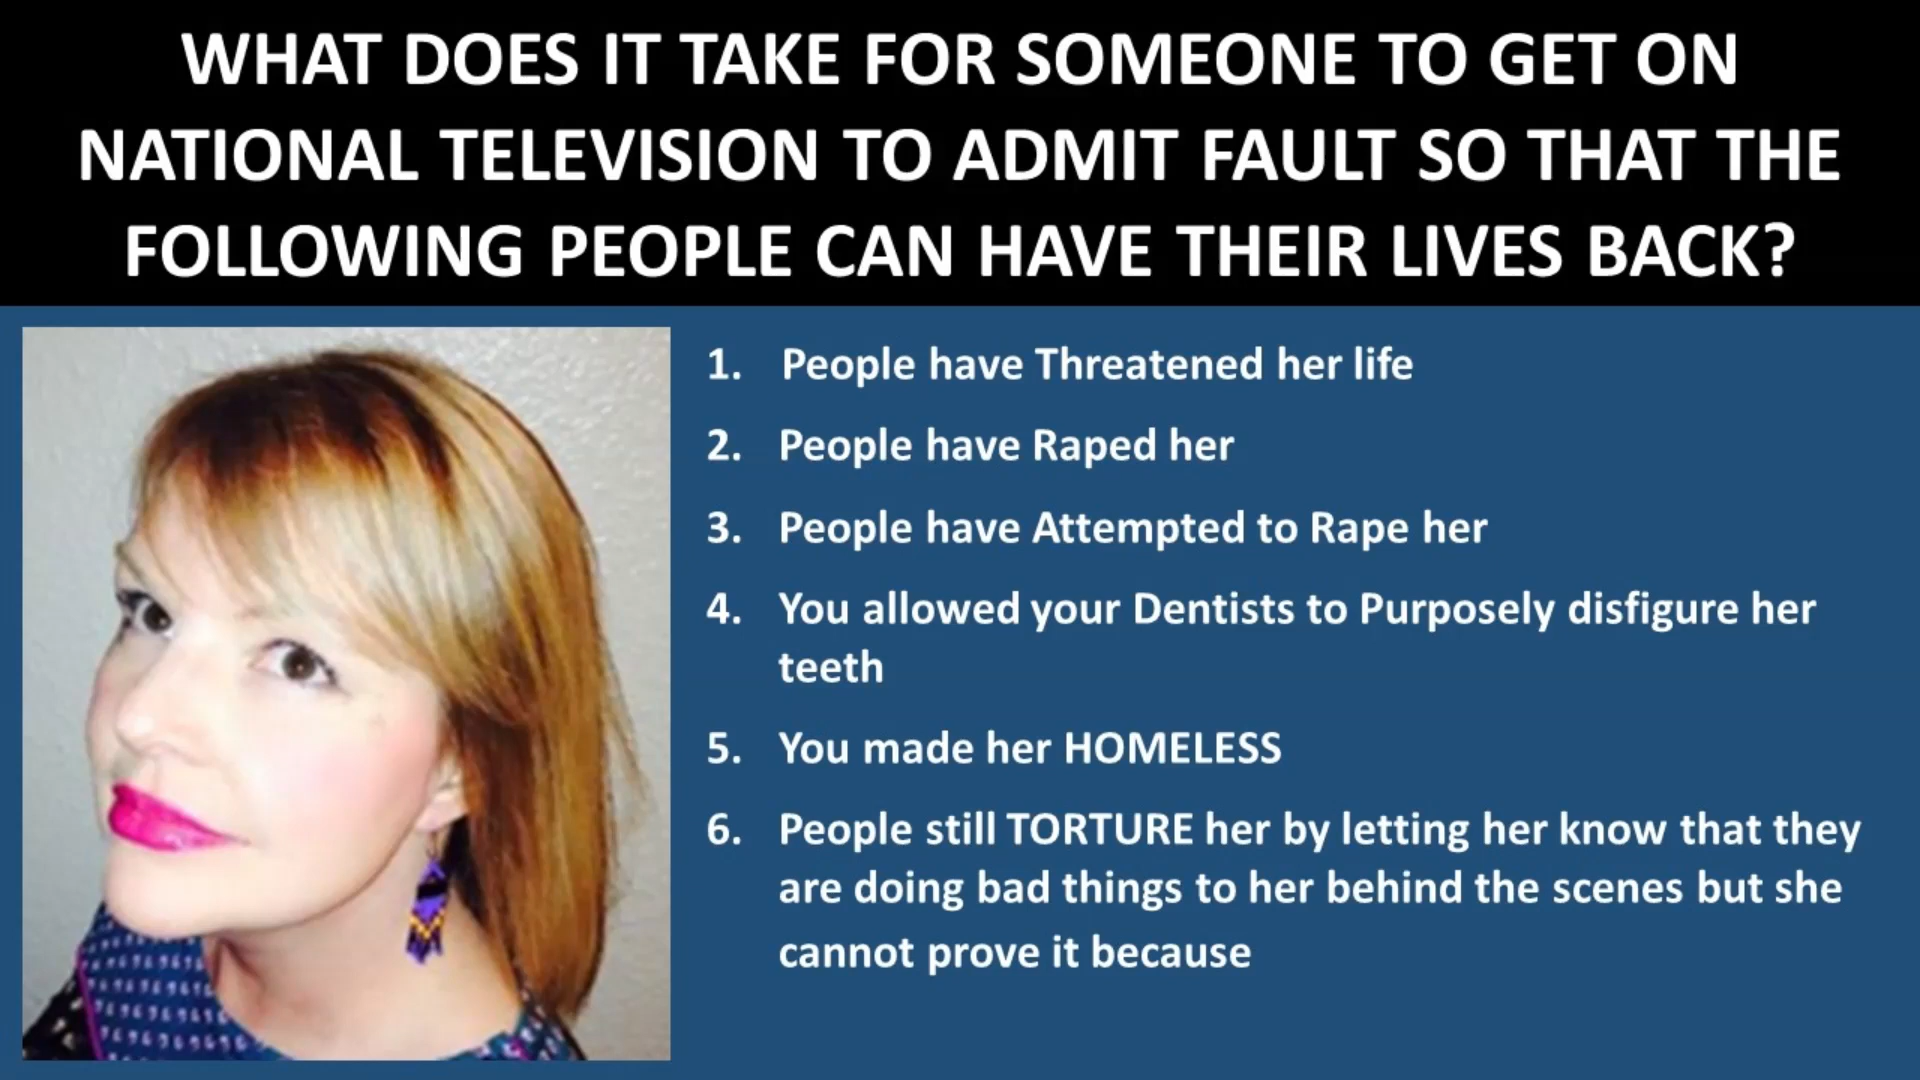 WHAT DOES IT TAKE FOR SOMEONE TO GET ON
NATIONAL TELEVISION TO ADMIT FAULT SO THAT THE
FOLLOWING PEOPLE CAN HAVE THEIR LIVES BACK?
1. People have Threatened her life
2. People have Raped her
3. People have Attempted to Rape her
4. You allowed your Dentists to Purposely disfigure her
teeth
5. You made her HOMELESS
6. People still TORTURE her by letting her know that they
are doing bad things to her behind the scenes but she
cannot prove it because